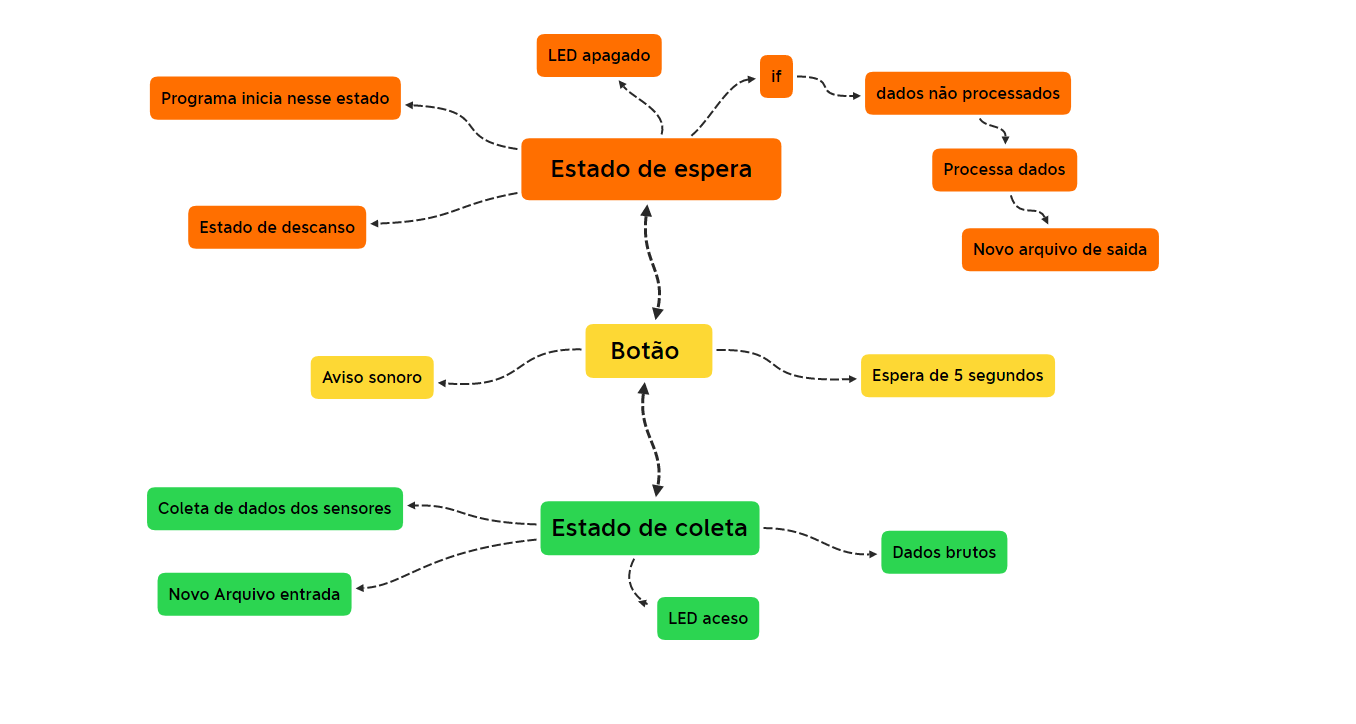 LED apagado
if
Programa inicia nesse estado
dados não processados
Estado de espera
Processa dados
Estado de descanso
Novo arquivo de saida
Botão
Aviso sonoro
Espera de 5 segundos
Coleta de dados dos sensores
Estado de coleta
Dados brutos
Novo Arquivo entrada
LED aceso